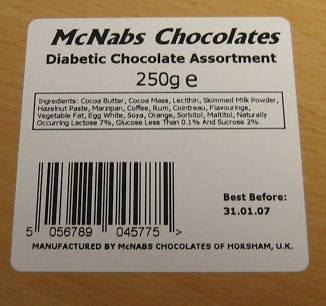 McNabs Chocolates
Diabetic Chocolate Assortment
250g e
Ingredients: Cocoa Butter, Cocoa Mass, Lecithin, Skimmed Milk Powder,
Hazelnut Paste, Marzipan, Coffee, Rum, Cointreau, Flavourings,
Vegetable Fat, Egg White, Soya, Orange, Sorbitol, Maltitol, Naturally
Occurring Lactose 7%, Glucose Less Than 0.1% And Sucrose 2%.
Best Before:
31.01.07
5 056789 045775 >
MANUFACTURED BY McNABS CHOCOLATES OF HORSHAM, U.K.